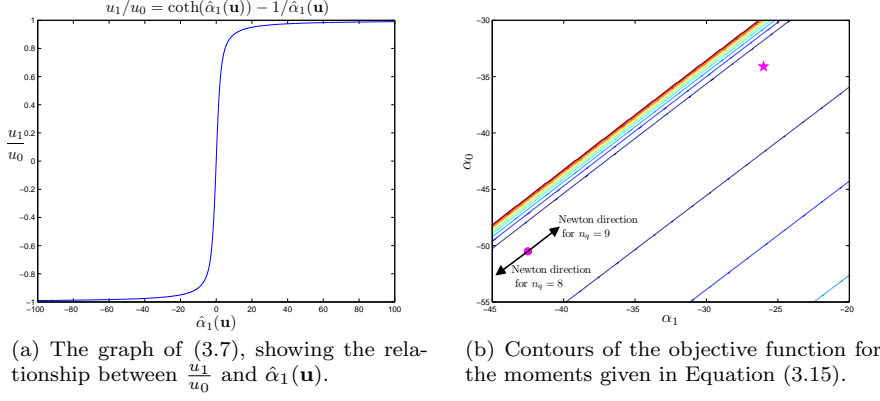 u₁/u₀ = coth(α̂₁(𝐮)) − 1/α̂₁(𝐮)
1
0.8
0.6
0.4
u₁/u₀
0.2
0
−0.2
−0.4
−0.6
−0.8
−1
−100 −80 −60 −40 −20 0 20 40 60 80 100
α̂₁(𝐮)
(a) The graph of (3.7), showing the rela-
tionship between u₁/u₀ and α̂₁(𝐮).
−30
−35
−40
α₀
−45
−50
−55
Newton direction
for n_q = 9
Newton direction
for n_q = 8
−45 −40 −35 −30 −25 −20
α₁
(b) Contours of the objective function for
the moments given in Equation (3.15).